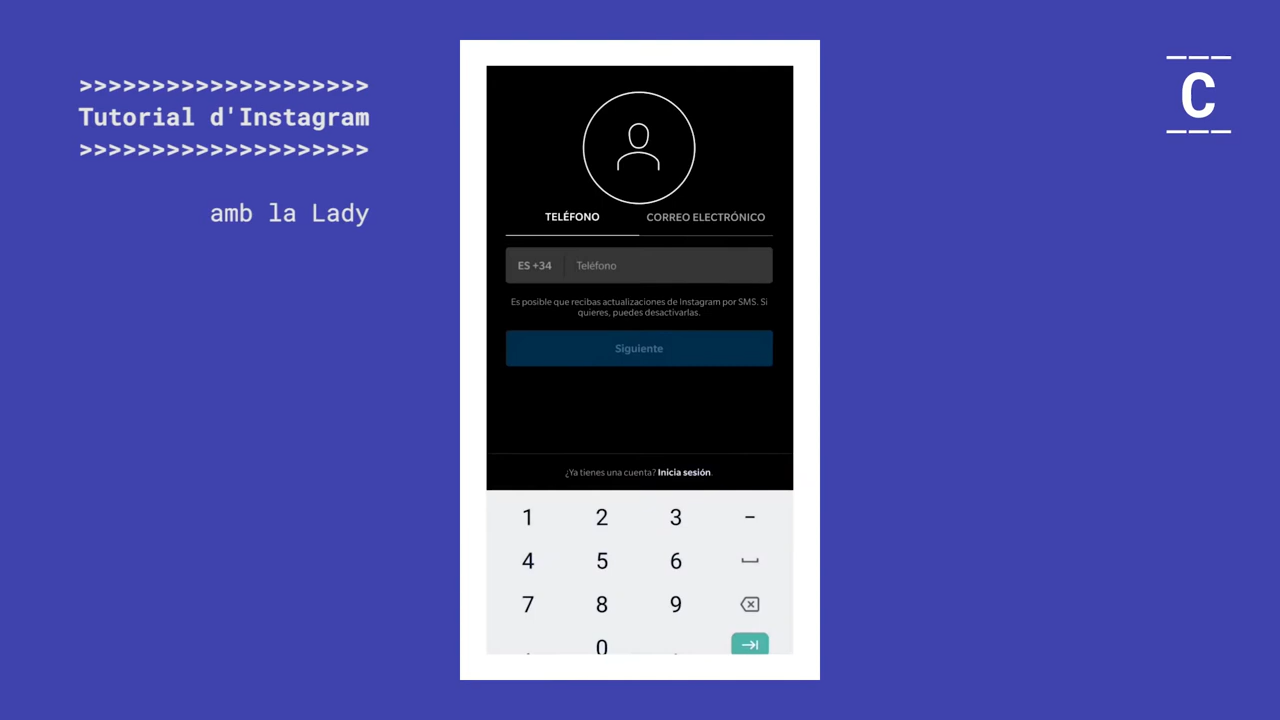 >>>>>>>>>>>>>>>>>>>>
Tutorial d'Instagram
>>>>>>>>>>>>>>>>>>>>
amb la Lady
C
TELÉFONO CORREO ELECTRÓNICO
ES +34 Teléfono
Es posible que recibas actualizaciones de Instagram por SMS. Si
quieres, puedes desactivarlas.
Siguiente
¿Ya tienes una cuenta? Inicia sesión.
1 2 3 −
4 5 6
7 8 9
0